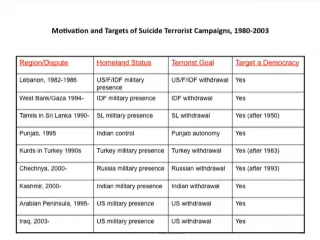 Motivation and Targets of Suicide Terrorist Campaigns, 1980-2003
Region/Dispute Homeland Status Terrorist Goal Target a Democracy
Lebanon, 1982-1986 US/F/IDF military US/F/IDF withdrawal Yes
presence
West Bank/Gaza 1994- IDF military presence IDF withdrawal Yes
Tamils in Sri Lanka 1990- SL military presence SL withdrawal Yes (after 1950)
Punjab, 1995 Indian control Punjab autonomy Yes
Kurds in Turkey 1990s Turkey military presence Turkey withdrawal Yes (after 1983)
Chechnya, 2000- Russia military presence Russian withdrawal Yes (after 1993)
Kashmir, 2000- Indian military presence Indian withdrawal Yes
Arabian Peninsula, 1995- US military presence US withdrawal Yes
Iraq, 2003- US military presence US withdrawal Yes